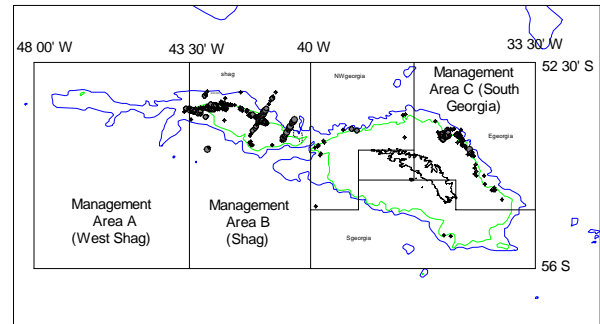 48 00' W
43 30' W
40 W
33 30' W
52 30' S
shag
NWgeorgia
Management
Area C (South
Georgia)
Egeorgia
Management
Area A
(West Shag)
Management
Area B
(Shag)
Sgeorgia
56 S